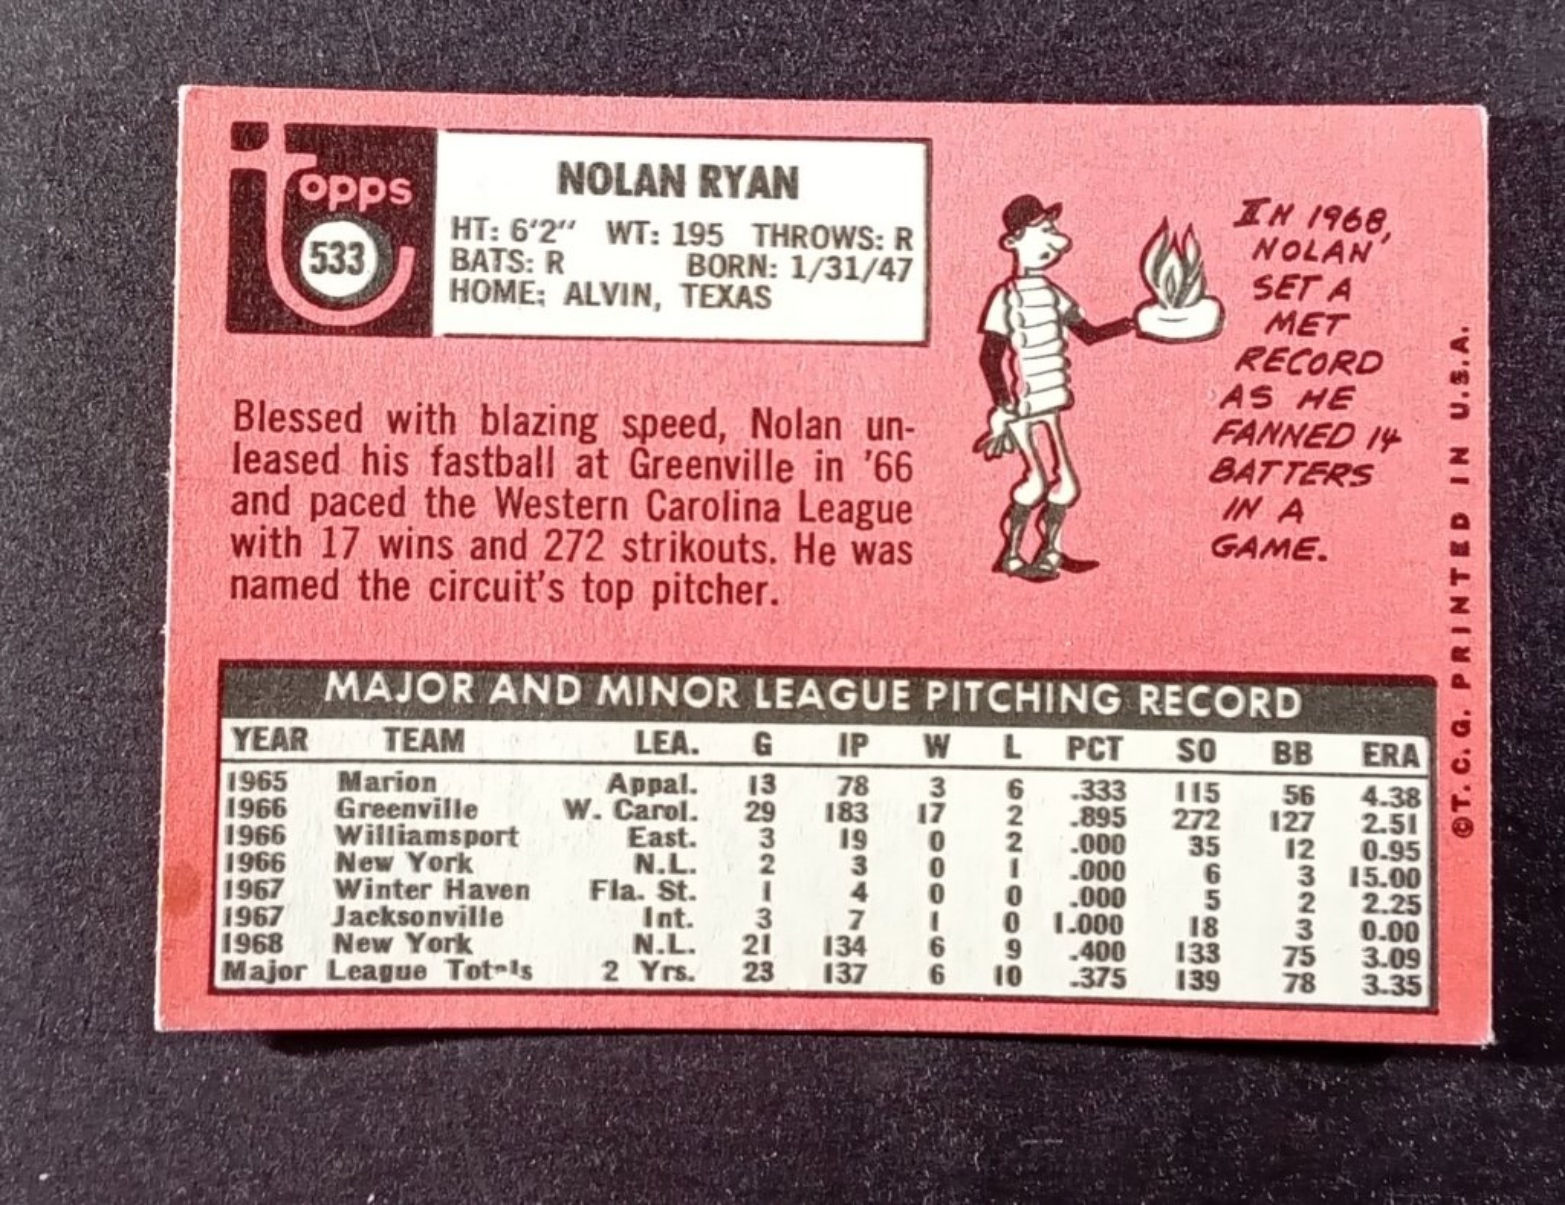 Topps
533
NOLAN RYAN
HT: 6'2" WT: 195 THROWS: R
BATS: R BORN: 1/31/47
HOME: ALVIN, TEXAS
IN 1968,
NOLAN
SET A
MET
RECORD
AS HE
FANNED 14
BATTERS
IN A
GAME.
Blessed with blazing speed, Nolan un-
leased his fastball at Greenville in '66
and paced the Western Carolina League
with 17 wins and 272 strikouts. He was
named the circuit's top pitcher.
MAJOR AND MINOR LEAGUE PITCHING RECORD
YEAR TEAM LEA. G IP W L PCT SO BB ERA
1965 Marion Appal. 13 78 3 6 .333 115 56 4.38
1966 Greenville W. Carol. 29 183 17 2 .895 272 127 2.51
1966 Williamsport East. 3 19 0 2 .000 35 12 0.95
1966 New York N.L. 2 3 0 1 .000 6 3 15.00
1967 Winter Haven Fla. St. 1 4 0 0 .000 5 2 2.25
1967 Jacksonville Int. 3 7 1 0 1.000 18 3 0.00
1968 New York N.L. 21 134 6 9 .400 133 75 3.09
Major League Totals 2 Yrs. 23 137 6 10 .375 139 78 3.35
©T.C.G. PRINTED IN U.S.A.